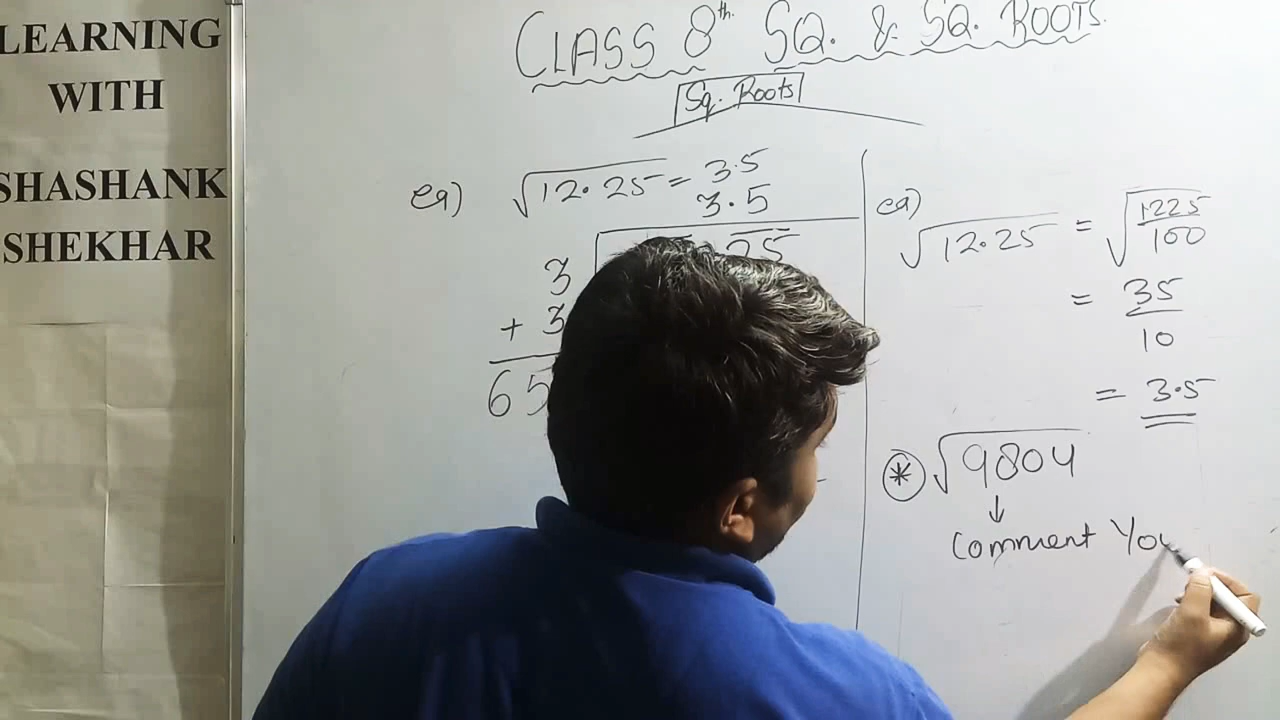 LEARNING
WITH
SHASHANK
SHEKHAR
CLASS 8th. SQ. & SQ. ROOTS.
Sq. Roots
eg) √12.25 = 3.5
3.5
3 25
+ 3
65
eg) √12.25 = √1225/100
= 35/10
= 3.5
* √9804
↓
Comment You